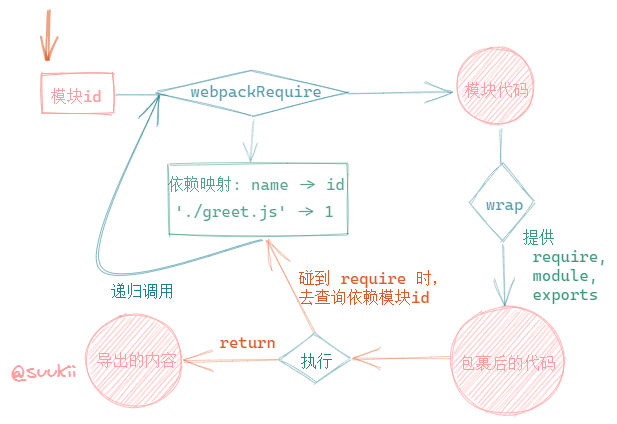 模块id
webpackRequire
模块代码
依赖映射: name -> id
'./greet.js' -> 1
wrap
提供
require,
module,
exports
递归调用
碰到 require 时,
去查询依赖模块id
return
导出的内容
执行
包裹后的代码
@suukii